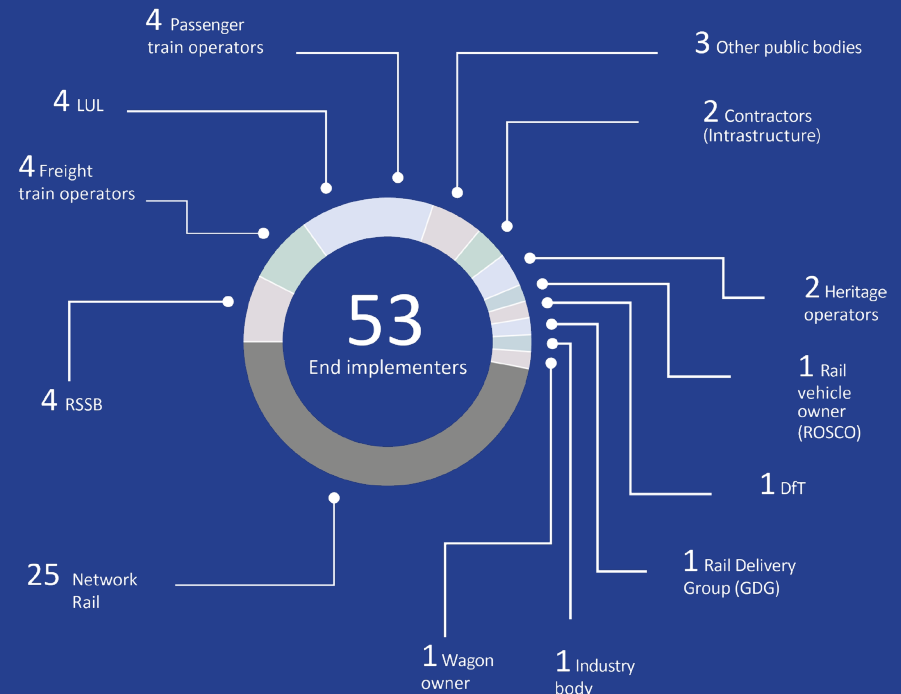 4 Passenger
train operators
3 Other public bodies
4 LUL
2 Contractors
(Intrastructure)
4 Freight
train operators
53
End implementers
2 Heritage
operators
1 Rail
vehicle
owner
(ROSCO)
4 RSSB
1 DfT
25 Network
Rail
1 Rail Delivery
Group (GDG)
1 Wagon
owner
1 Industry
body